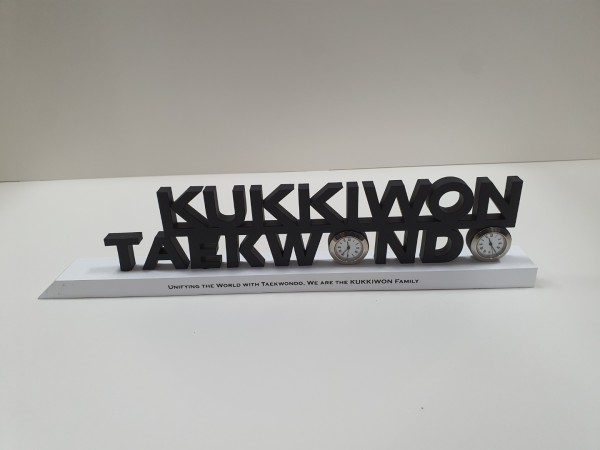 KUKKIWON
TAEKWONDO
UNIFYING THE WORLD WITH TAEKWONDO, WE ARE THE KUKKIWON FAMILY